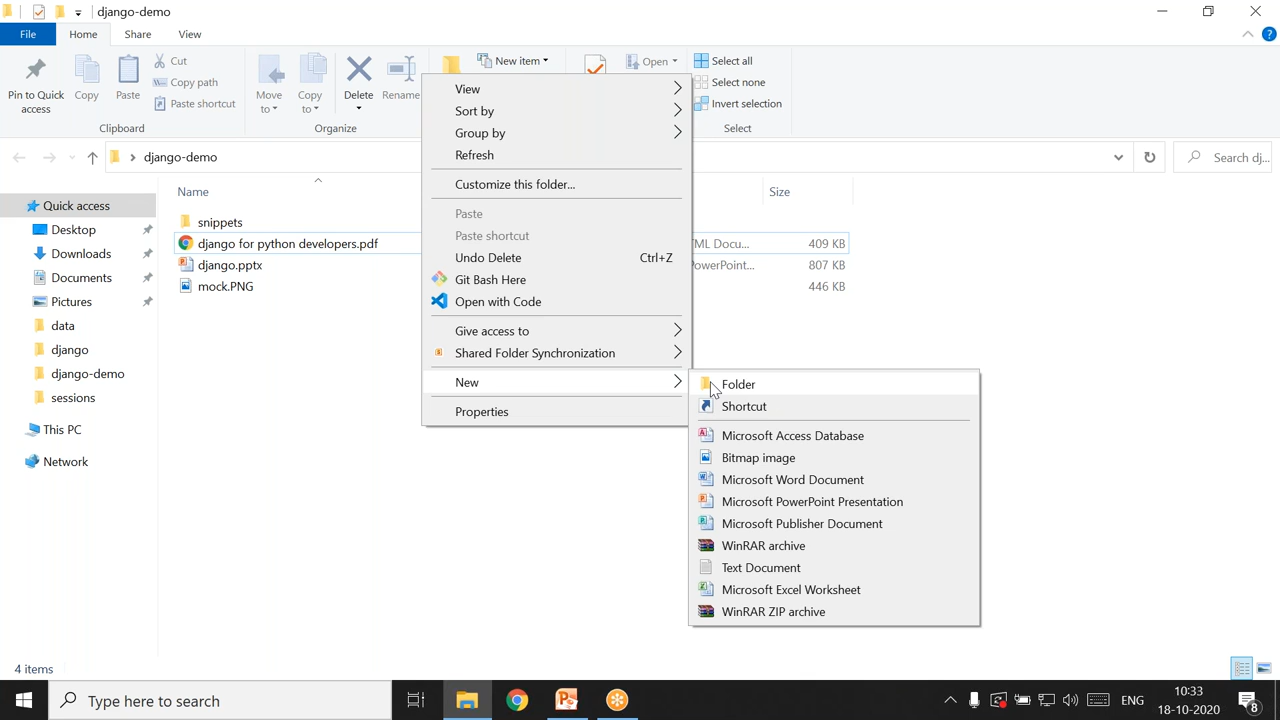 django-demo
File Home Share View
Pin to Quick access
Copy
Paste
Cut
Copy path
Paste shortcut
Clipboard
Move to
Copy to
Delete
Rename
Organize
New item
Open
Select all
Select none
Invert selection
Select
django-demo
Search dj...
Name
Size
Quick access
Desktop
Downloads
Documents
Pictures
data
django
django-demo
sessions
This PC
Network
snippets
django for python developers.pdf
ML Docu...
409 KB
django.pptx
owerPoint...
807 KB
mock.PNG
446 KB
View
Sort by
Group by
Refresh
Customize this folder...
Paste
Paste shortcut
Undo Delete Ctrl+Z
Git Bash Here
Open with Code
Give access to
Shared Folder Synchronization
New
Properties
Folder
Shortcut
Microsoft Access Database
Bitmap image
Microsoft Word Document
Microsoft PowerPoint Presentation
Microsoft Publisher Document
WinRAR archive
Text Document
Microsoft Excel Worksheet
WinRAR ZIP archive
4 items
Type here to search
ENG
10:33
18-10-2020
8